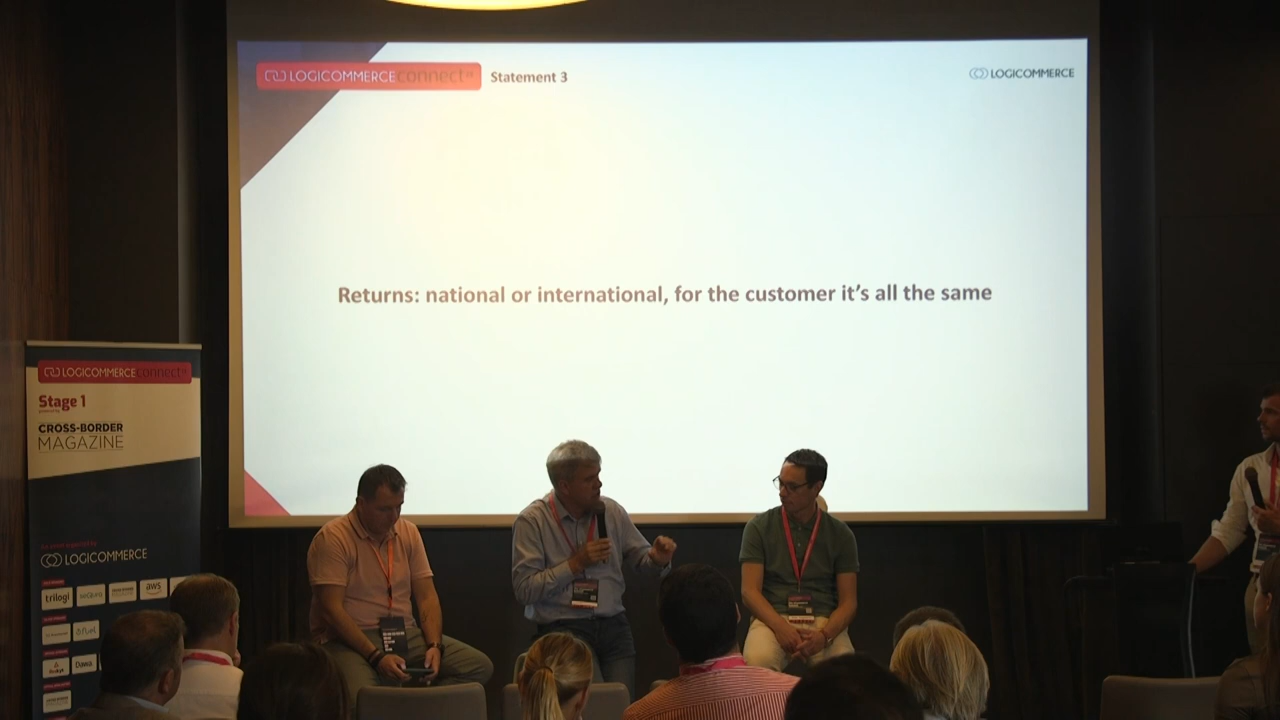 LOGICOMMERCE connect
Statement 3
LOGICOMMERCE
Returns: national or international, for the customer it's all the same
LOGICOMMERCE connect
Stage 1
CROSS-BORDER
MAGAZINE
LOGICOMMERCE
trilogi
aws
Dawa